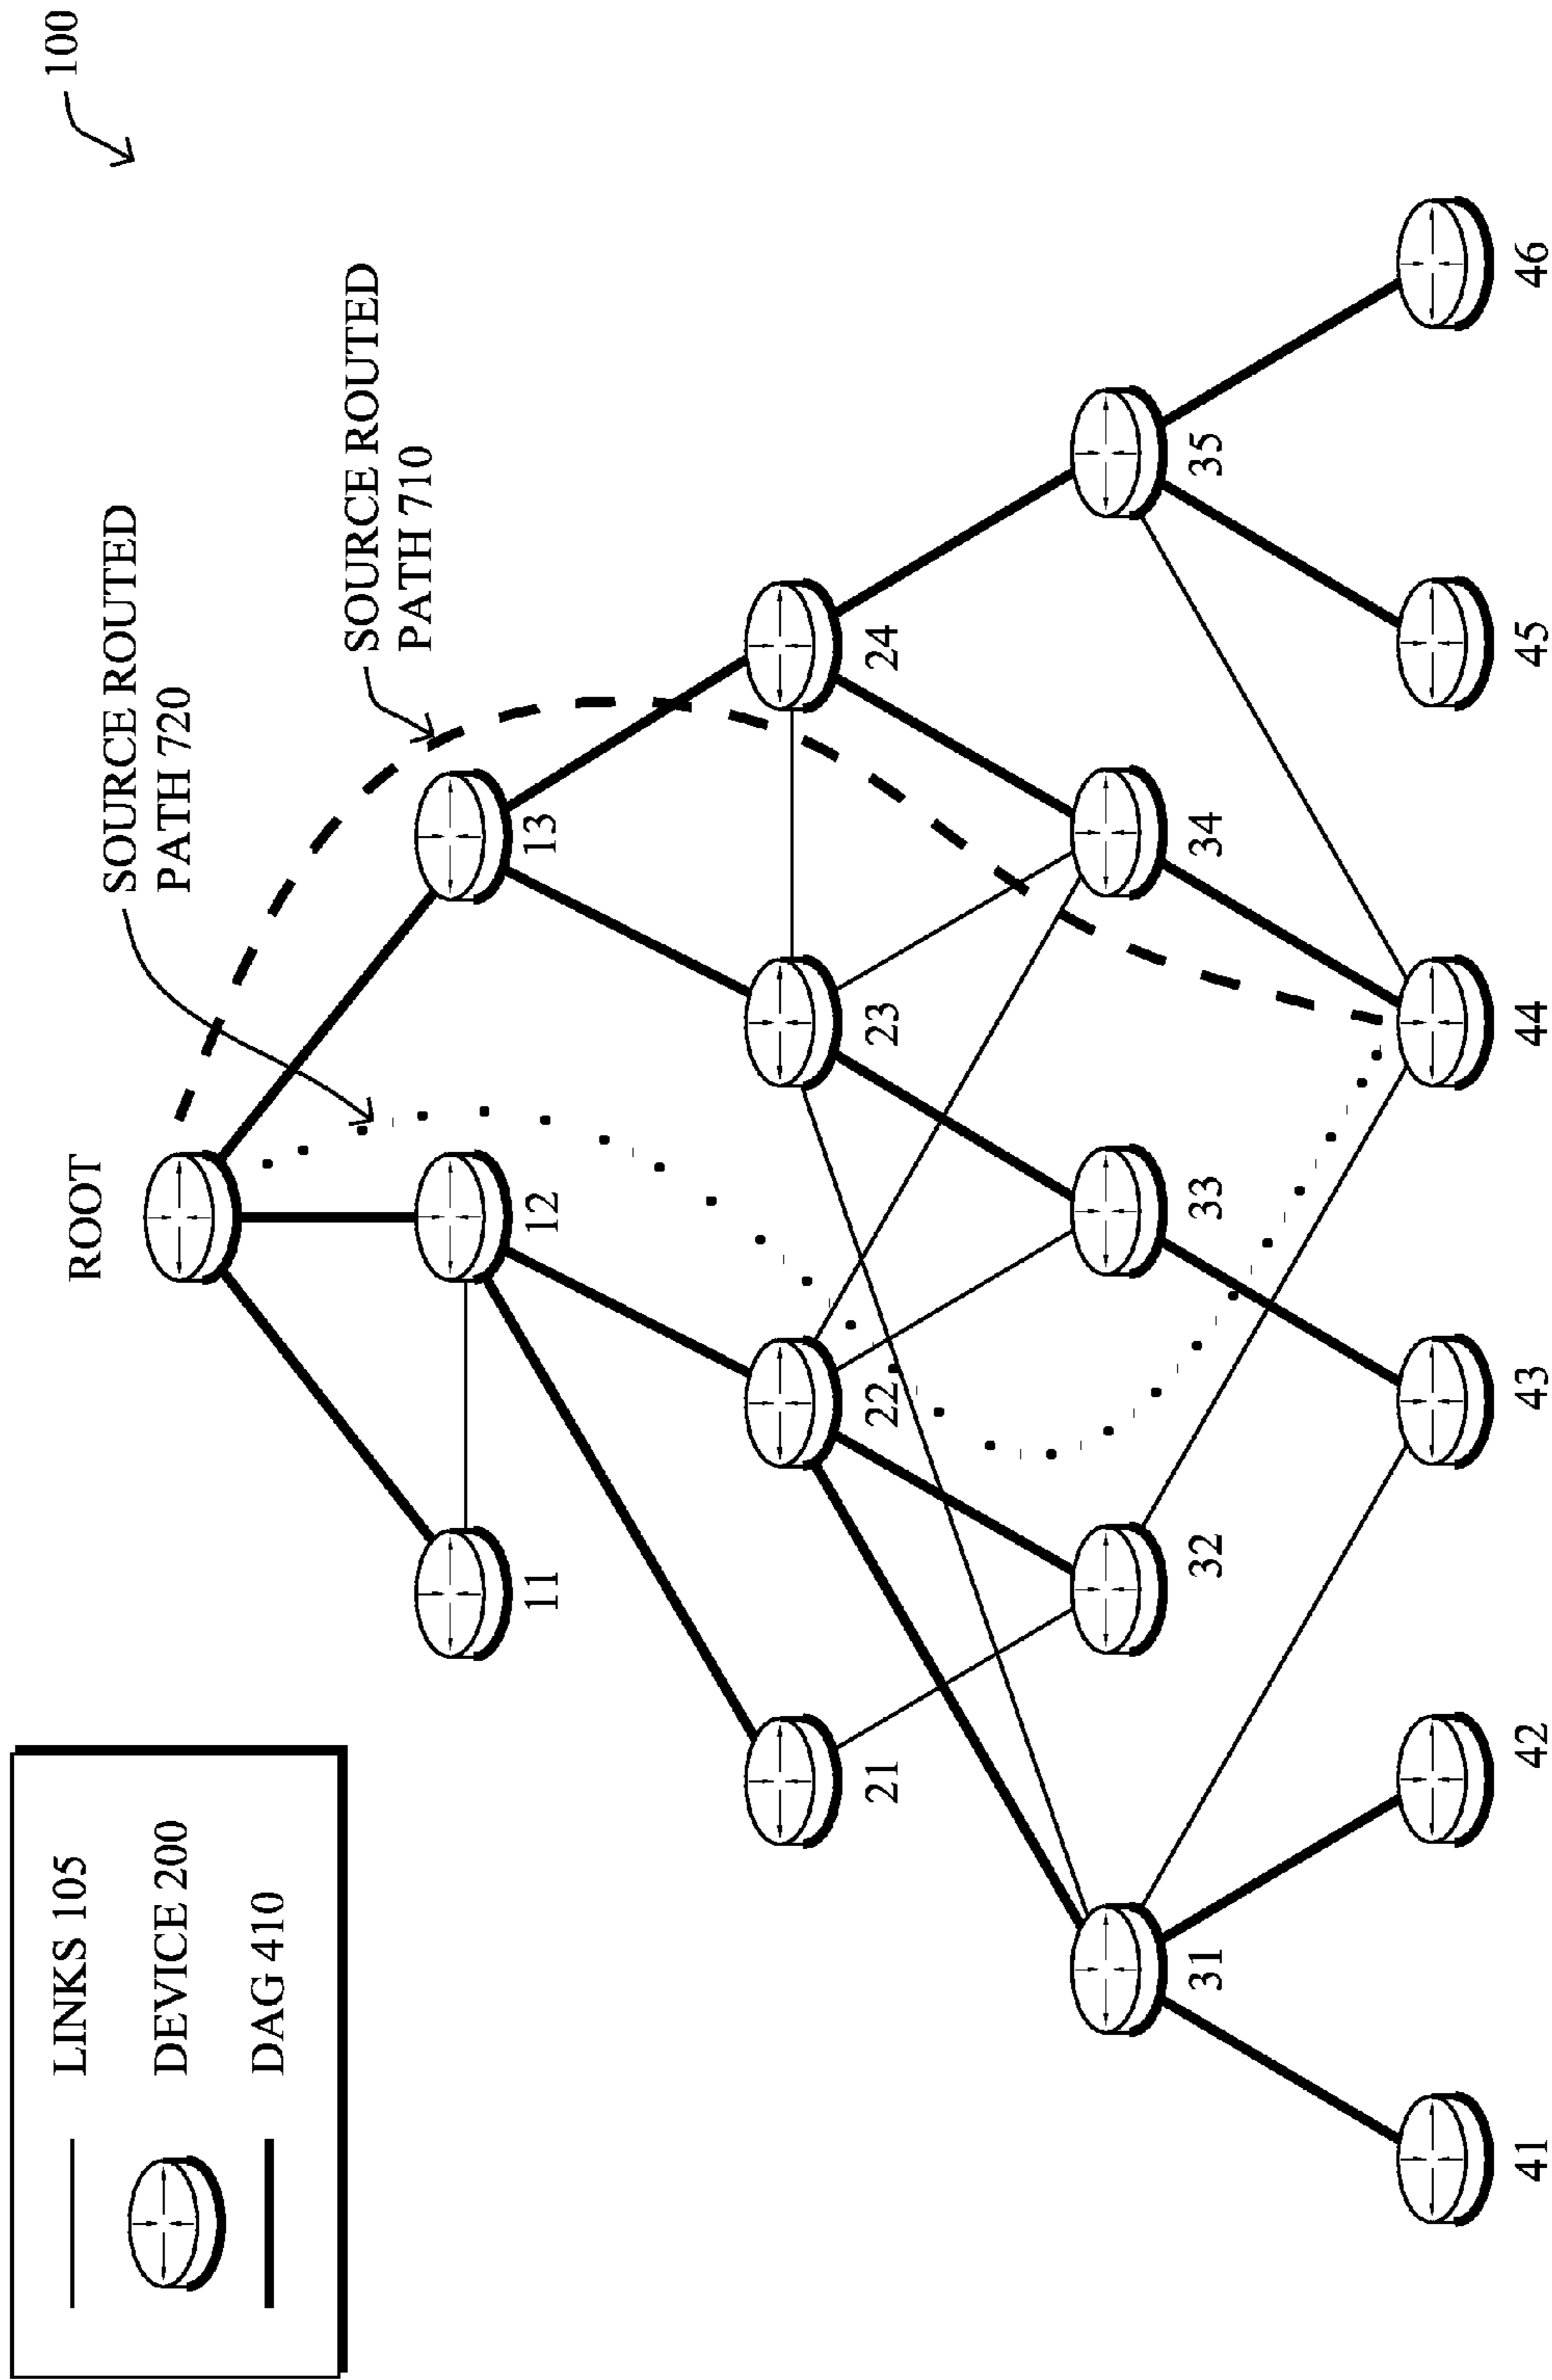 100
LINKS 105
DEVICE 200
DAG 410
ROOT
SOURCE ROUTED
PATH 720
SOURCE ROUTED
PATH 710
11
12
13
21
22
23
24
31
32
33
34
35
41
42
43
44
45
46